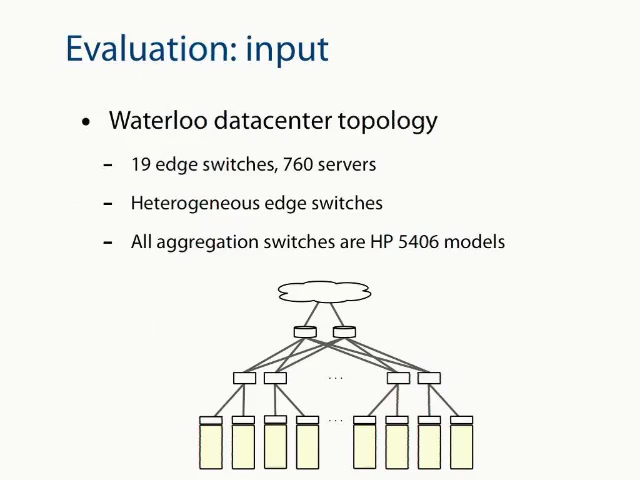 Evaluation: input
• Waterloo datacenter topology
– 19 edge switches, 760 servers
– Heterogeneous edge switches
– All aggregation switches are HP 5406 models
. . .
. . .